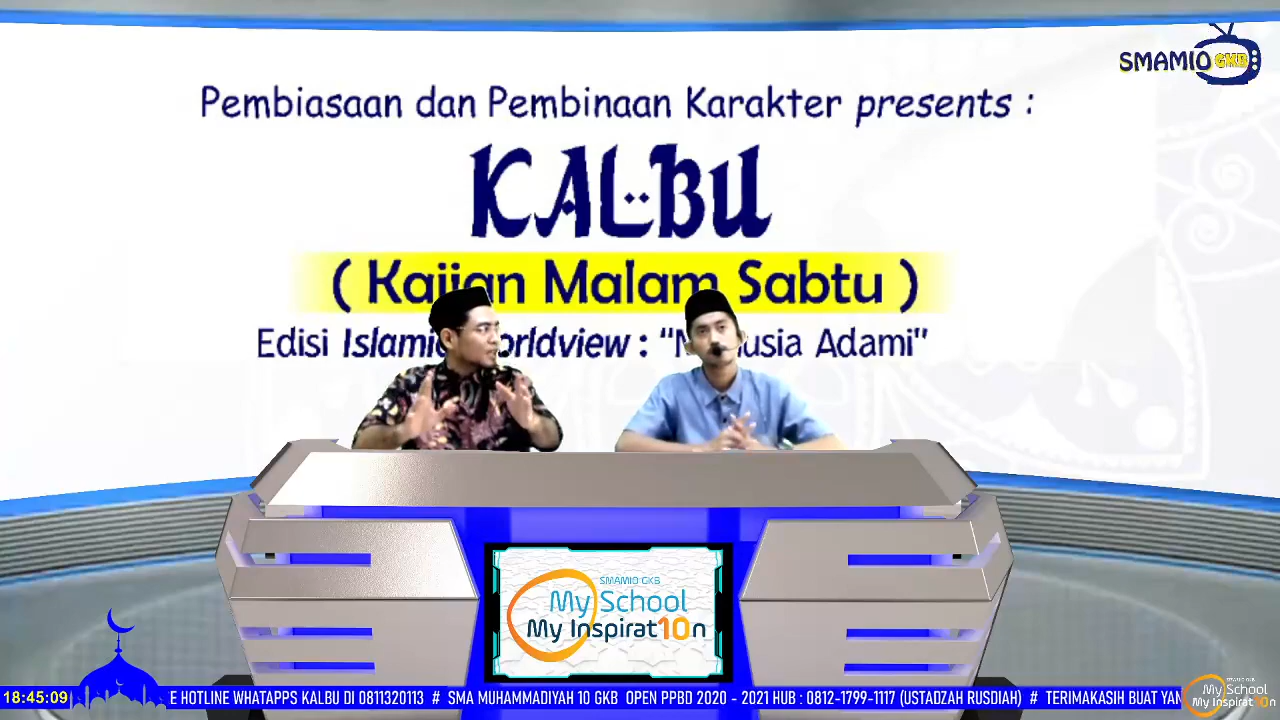 SMAMIO GKB
Pembiasaan dan Pembinaan Karakter presents :
KALBU
( Kajian Malam Sabtu )
Edisi Islamic Worldview : “Manusia Adami”
SMAMIO GKB
My School
My Inspirat10n
18:45:09
E HOTLINE WHATAPPS KALBU DI 0811320113 # SMA MUHAMMADIYAH 10 GKB OPEN PPBD 2020 - 2021 HUB : 0812-1799-1117 (USTADZAH RUSDIAH) # TERIMAKASIH BUAT YAN
SMAMIO GKB
My School
My Inspirat10n